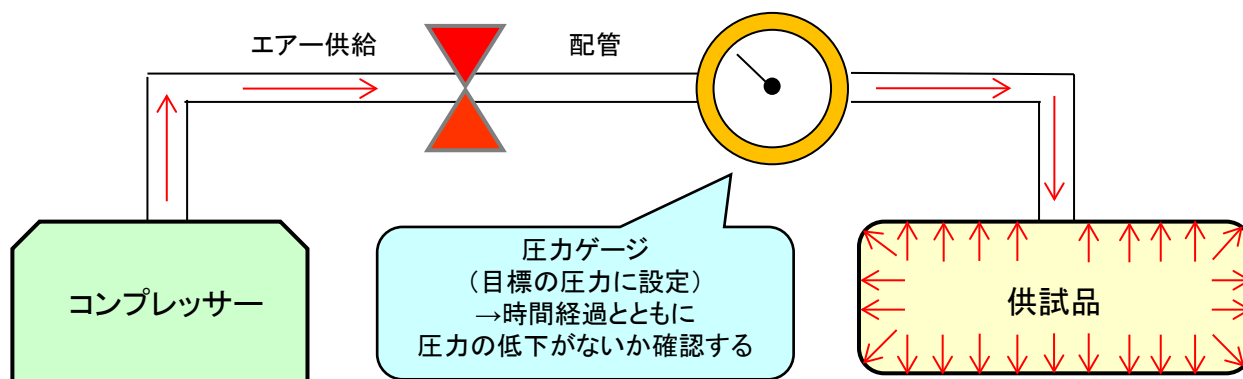 エアー供給
配管
圧力ゲージ
（目標の圧力に設定）
→時間経過とともに
圧力の低下がないか確認する
コンプレッサー
供試品